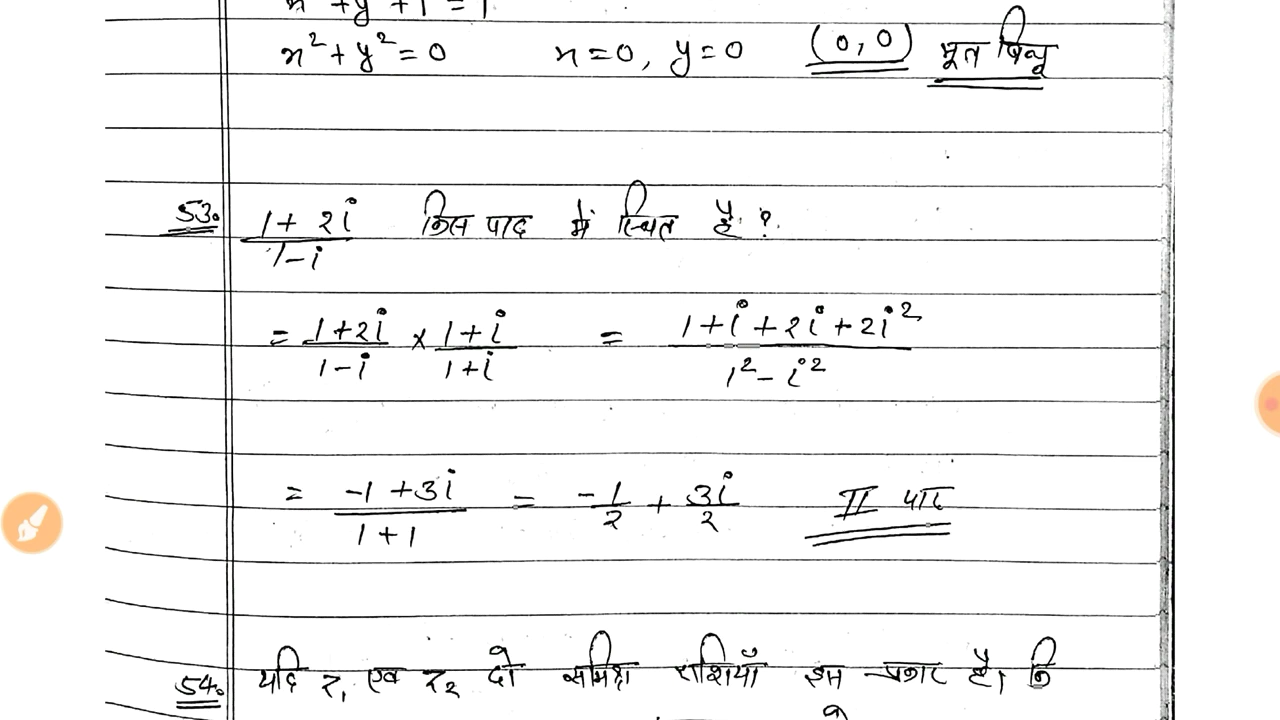 x² + y² = 0 x = 0, y = 0 (0, 0) मूल बिन्दु
53. (1 + 2i)/(1 - i) किस पाद में स्थित है ?
= (1+2i)/(1-i) × (1+i)/(1+i) = (1+i+2i+2i²)/(1² - i²)
= (-1+3i)/(1+1) = -1/2 + 3i/2 II पाद
54. यदि z₁ एवं z₂ दो सम्मिश्र राशियाँ इस प्रकार है। कि